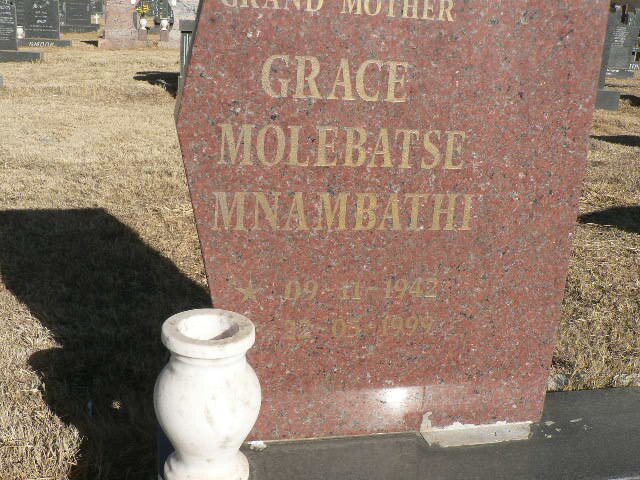 GRAND MOTHER
GRACE
MOLEBATSE
MNAMBATHI
09-11-1942
22-05-1999